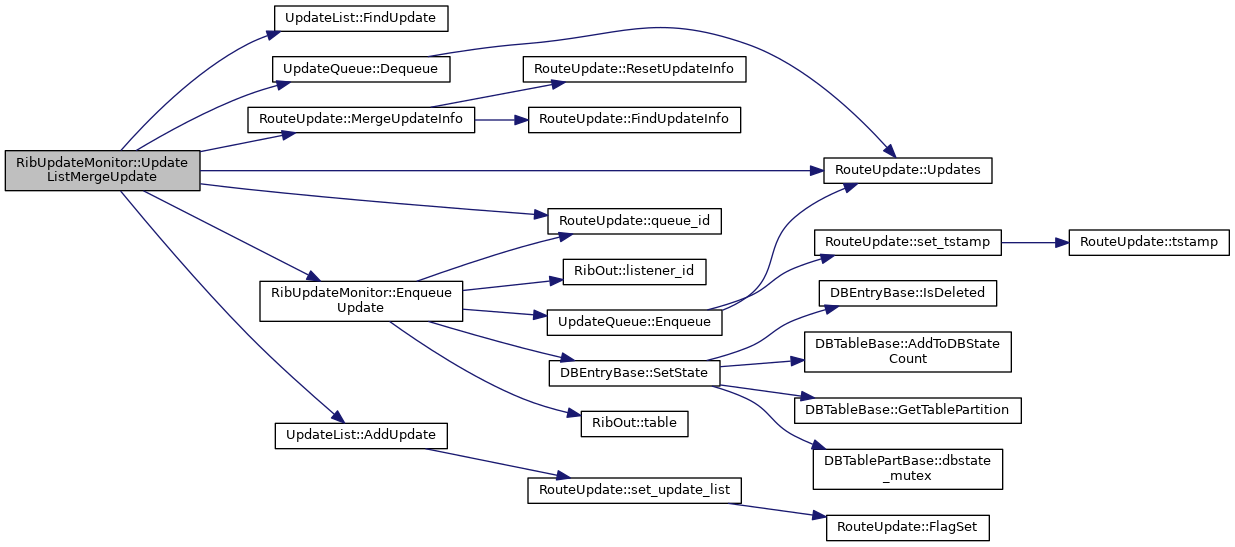 UpdateList::FindUpdate
UpdateQueue::Dequeue
RouteUpdate::ResetUpdateInfo
RouteUpdate::MergeUpdateInfo
RouteUpdate::FindUpdateInfo
RibUpdateMonitor::Update
ListMergeUpdate
RouteUpdate::Updates
RouteUpdate::queue_id
RouteUpdate::set_tstamp
RouteUpdate::tstamp
RibOut::listener_id
RibUpdateMonitor::Enqueue
Update
DBEntryBase::IsDeleted
UpdateQueue::Enqueue
DBTableBase::AddToDBState
Count
DBEntryBase::SetState
DBTableBase::GetTablePartition
RibOut::table
UpdateList::AddUpdate
DBTablePartBase::dbstate
_mutex
RouteUpdate::set_update_list
RouteUpdate::FlagSet